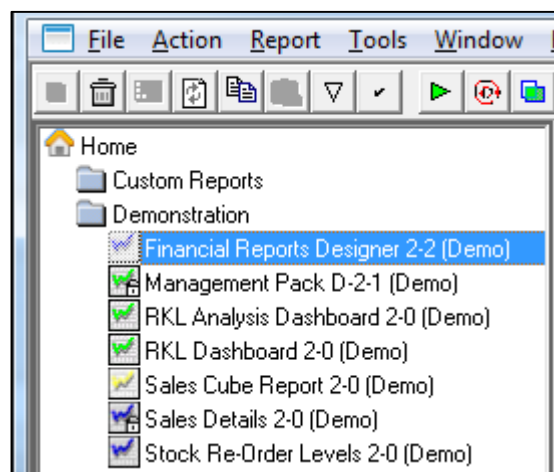 File Action Report Tools Window
Home
Custom Reports
Demonstration
Financial Reports Designer 2-2 (Demo)
Management Pack D-2-1 (Demo)
RKL Analysis Dashboard 2-0 (Demo)
RKL Dashboard 2-0 (Demo)
Sales Cube Report 2-0 (Demo)
Sales Details 2-0 (Demo)
Stock Re-Order Levels 2-0 (Demo)